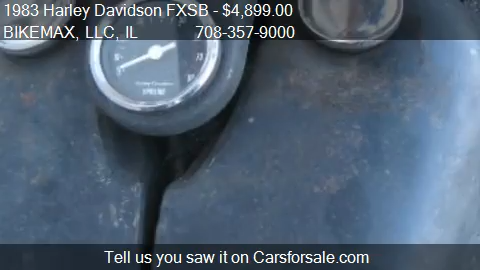 1983 Harley Davidson FXSB - $4,899.00
BIKEMAX, LLC, IL 708-357-9000
Tell us you saw it on Carsforsale.com